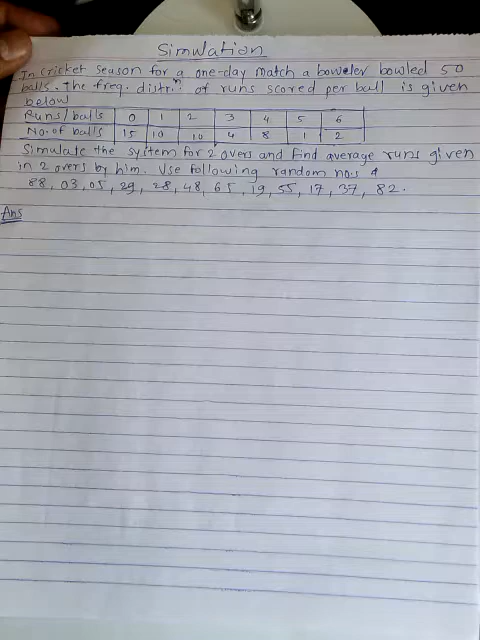 Simulation
In cricket season for a one-day match a boweler bowled 50
balls. The freq. distriⁿ. of runs scored per ball is given
below
Runs/balls 0 1 2 3 4 5 6
No. of balls 15 10 10 4 8 1 2
Simulate the system for 2 overs and find average runs given
in 2 overs by him. Use following random nos
88, 03, 05, 29, 28, 48, 65, 19, 55, 17, 37, 82.
Ans